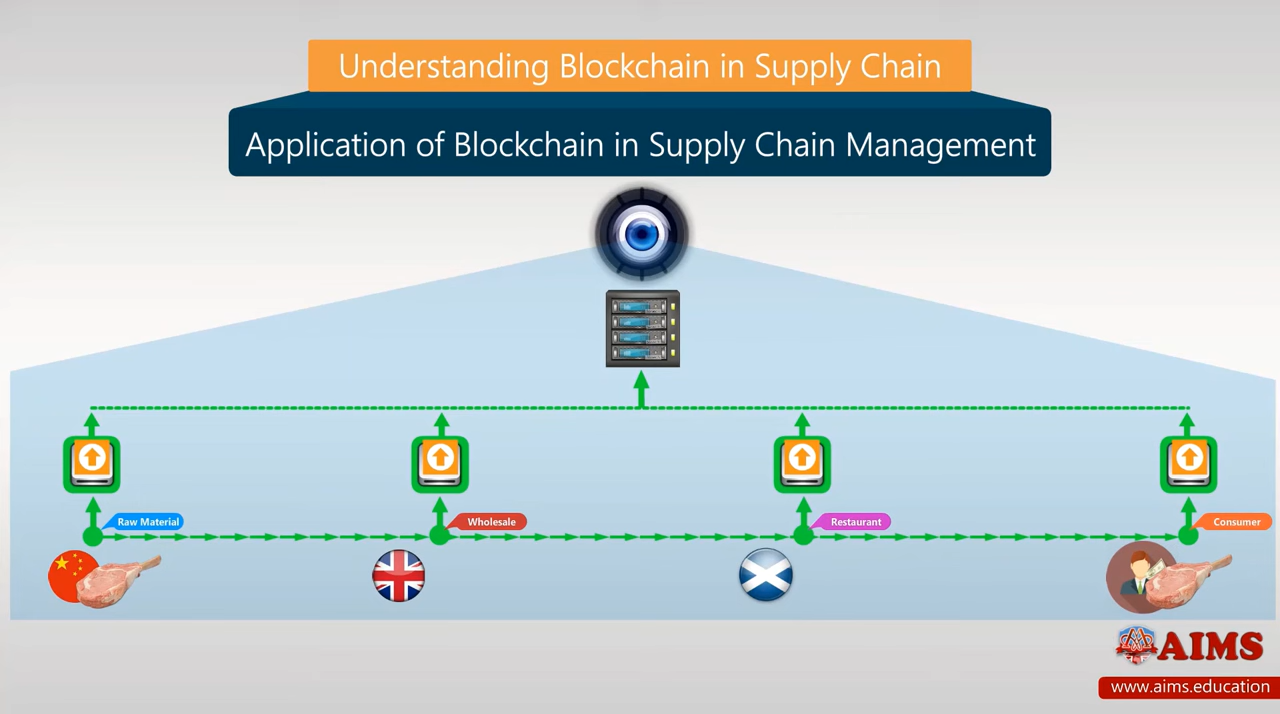 Understanding Blockchain in Supply Chain
Application of Blockchain in Supply Chain Management
Raw Material
Wholesale
Restaurant
Consumer
AIMS
www.aims.education